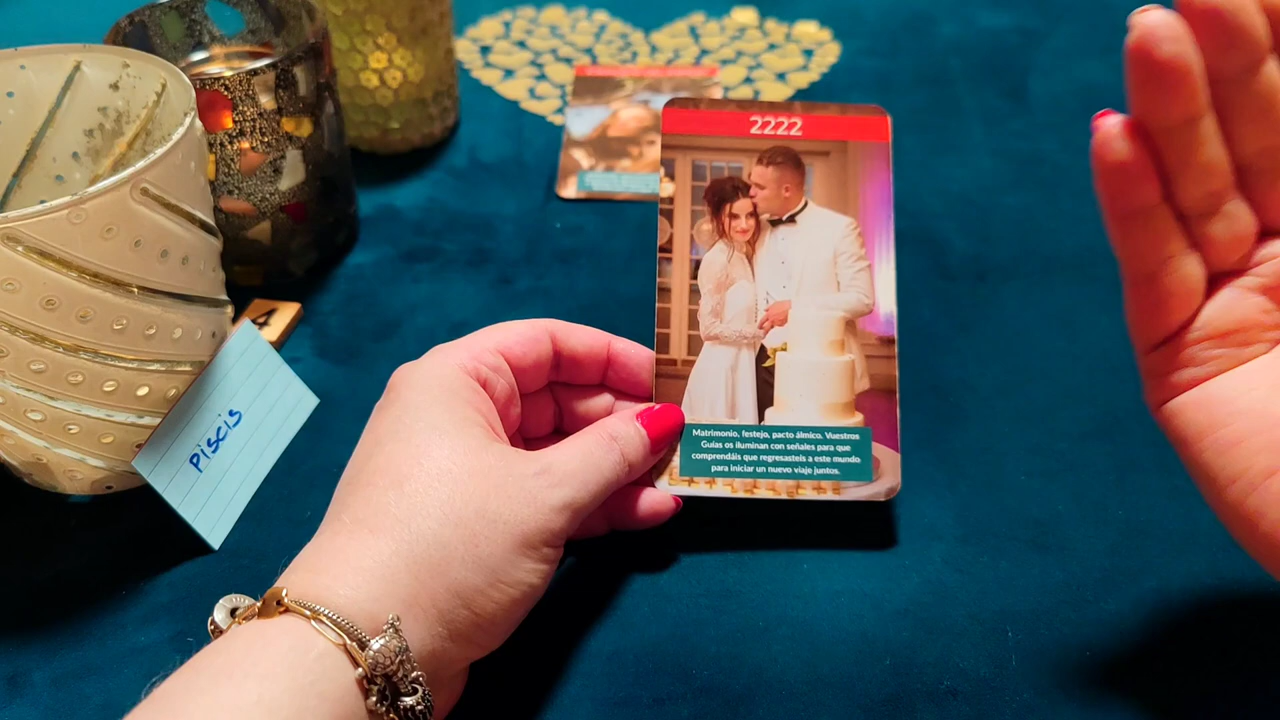 2222
Matrimonio, festejo, pacto álmico. Vuestros
Guías os iluminan con señales para que
comprendáis que regresasteis a este mundo
para iniciar un nuevo viaje juntos.
Piscis
4